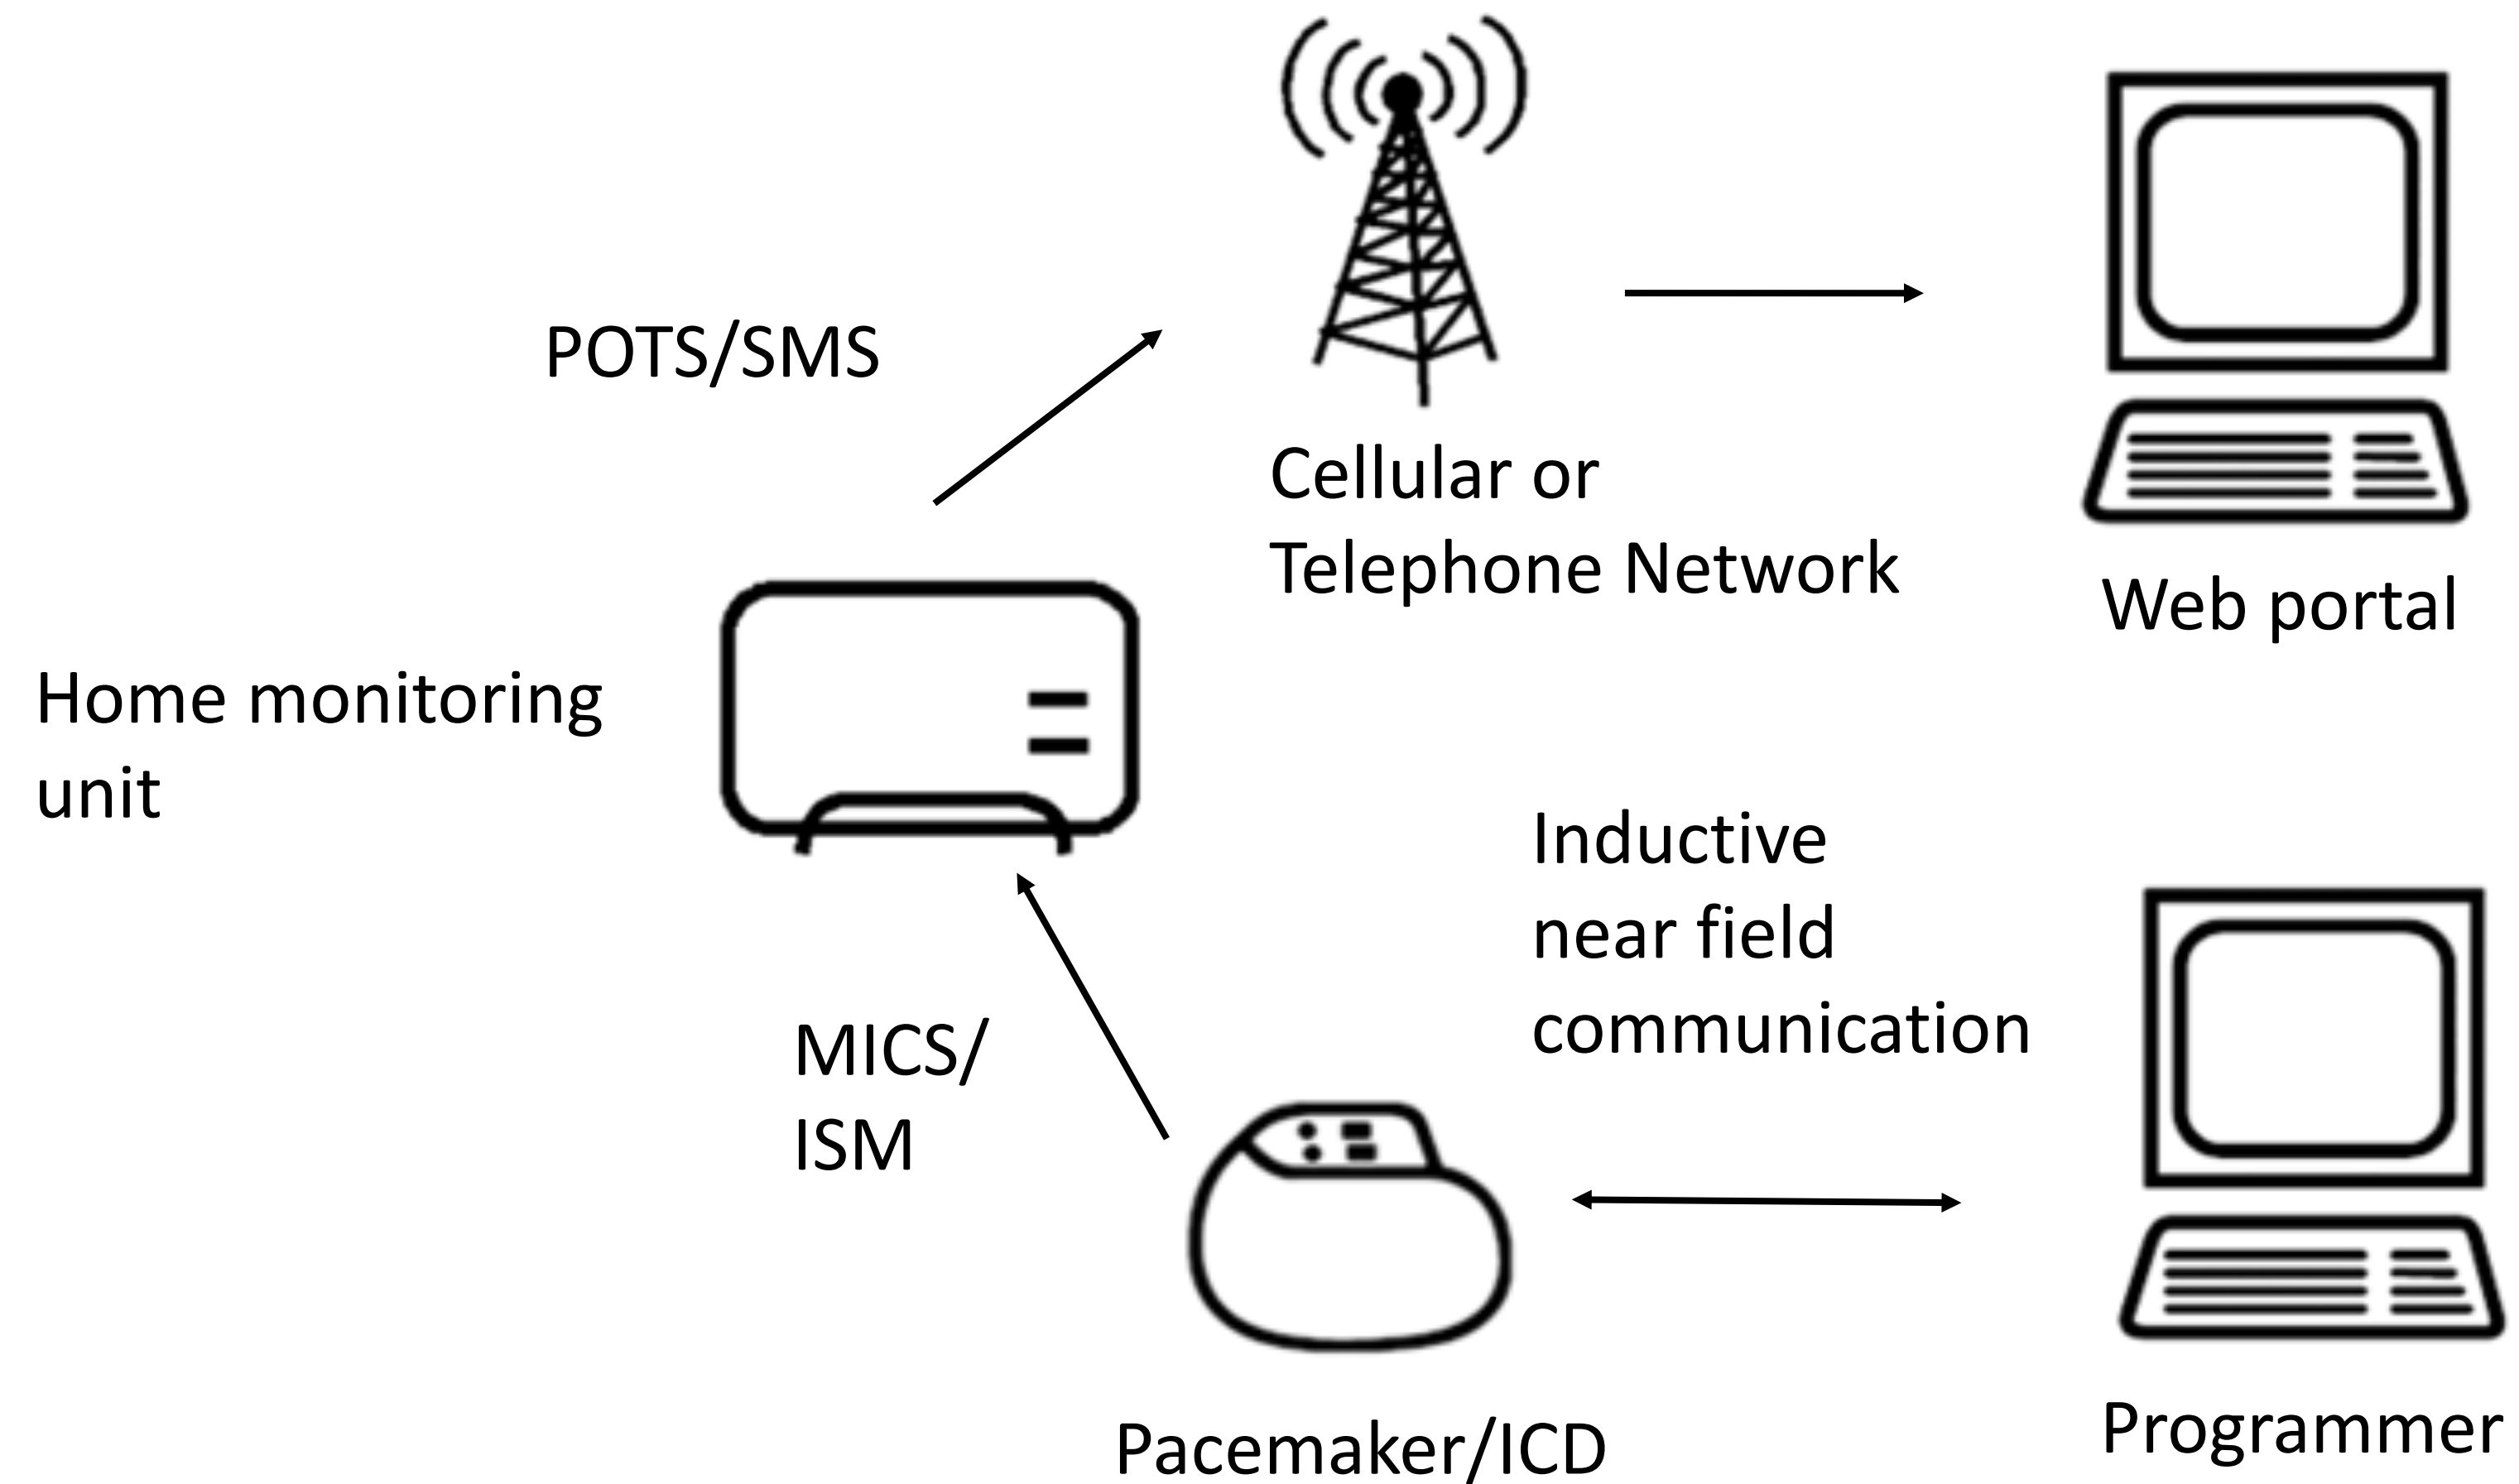 POTS/SMS
Cellular or
Telephone Network
Web portal
Home monitoring
unit
Inductive
near field
communication
MICS/
ISM
Pacemaker/ICD
Programmer